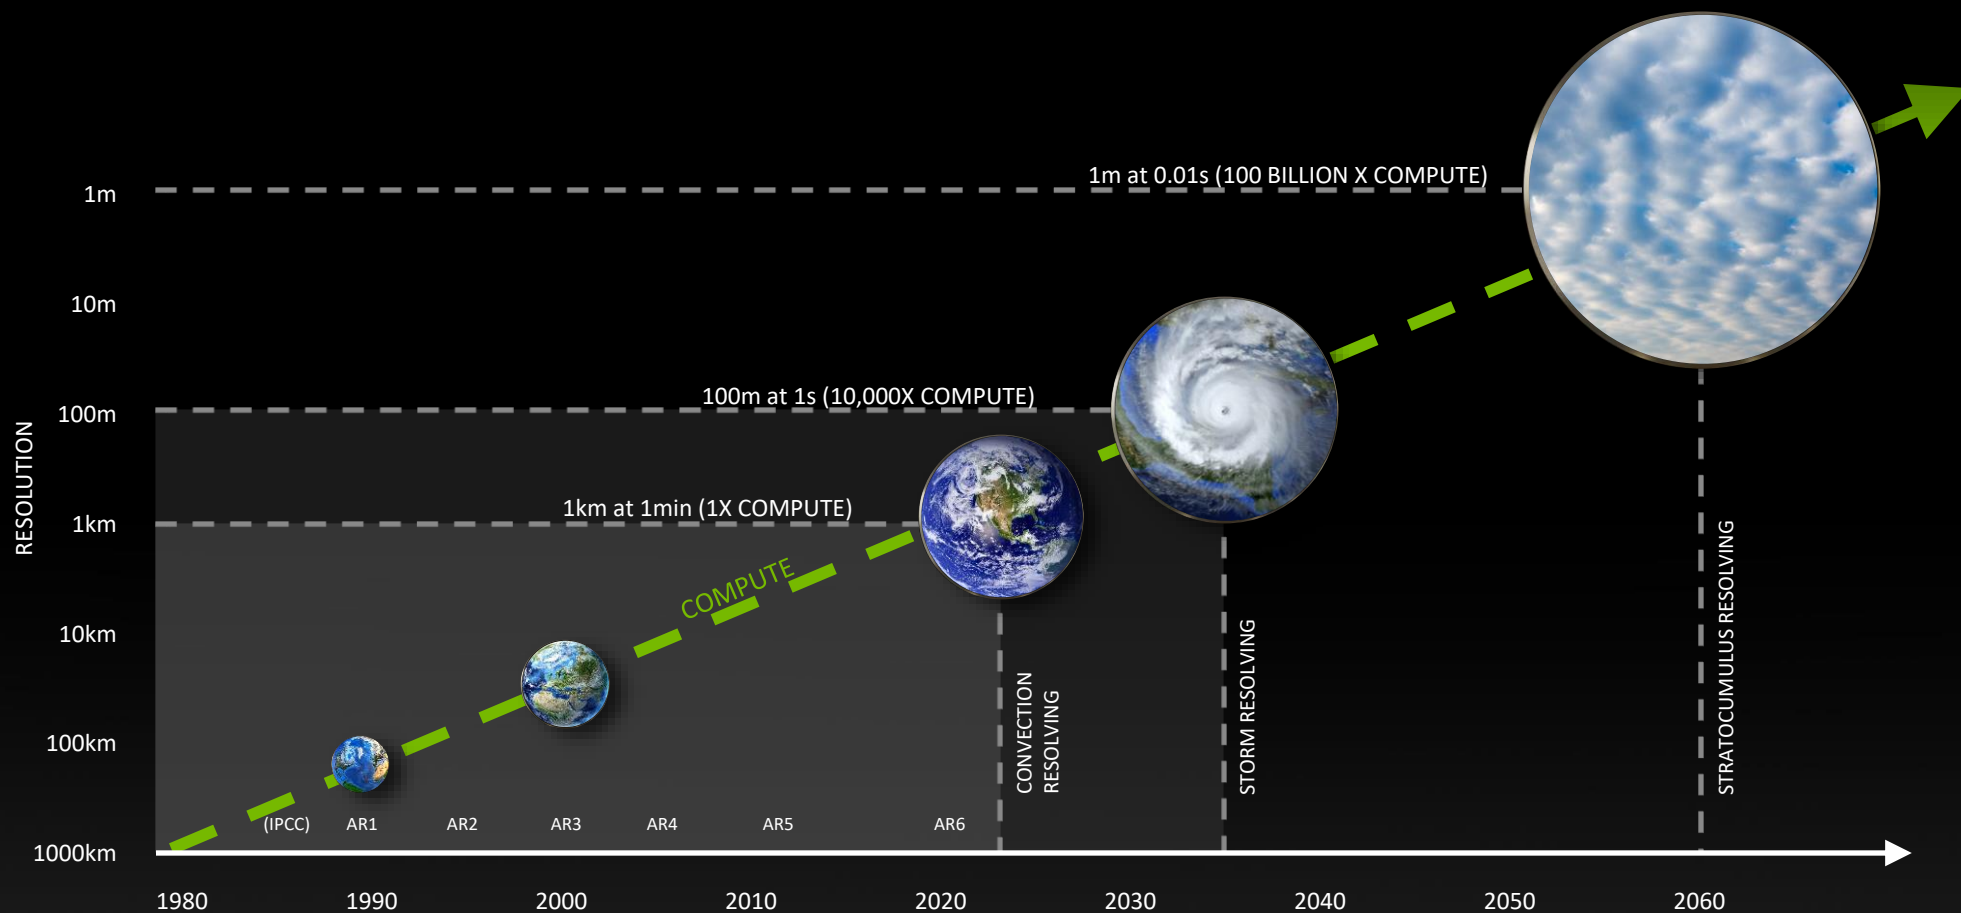 1m at 0.01s (100 BILLION X COMPUTE)
1m
10m
100m at 1s (10,000X COMPUTE)
100m
RESOLUTION
1km at 1min (1X COMPUTE)
1km
COMPUTE
10km
100km
CONVECTION
RESOLVING
STORM RESOLVING
STRATOCUMULUS RESOLVING
(IPCC) AR1 AR2 AR3 AR4 AR5 AR6
1000km
1980 1990 2000 2010 2020 2030 2040 2050 2060